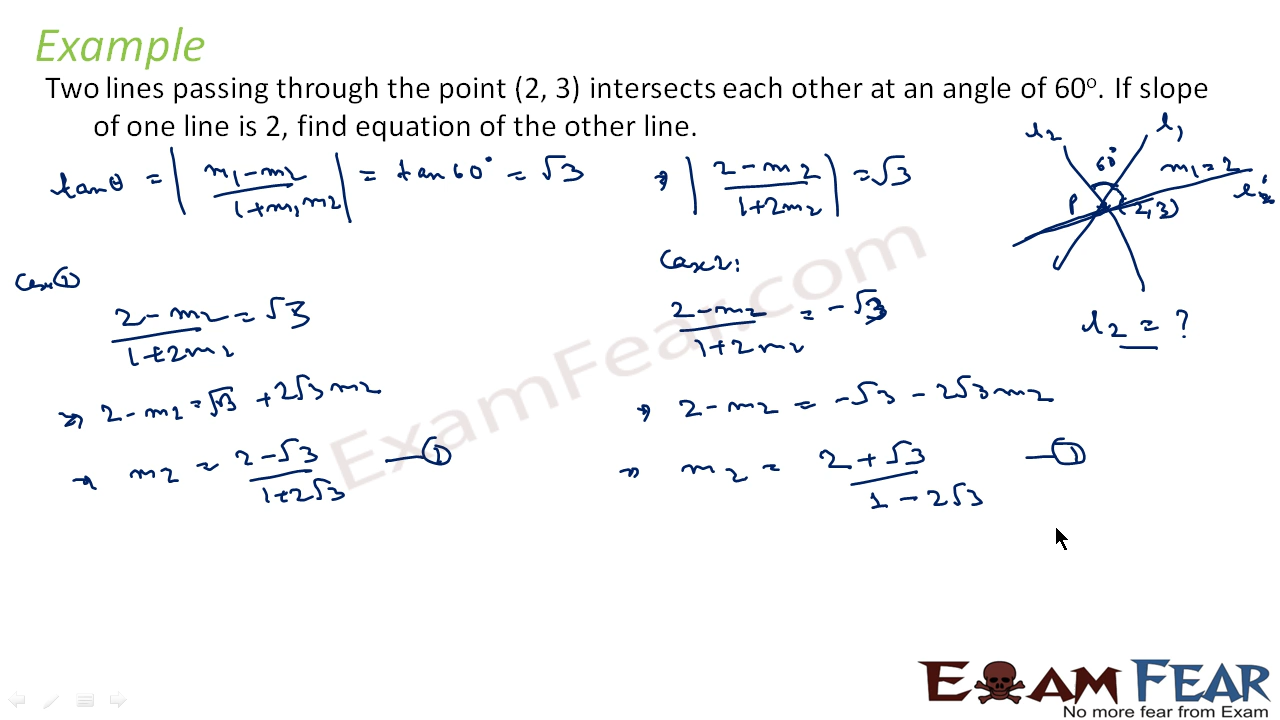 Example
Two lines passing through the point (2, 3) intersects each other at an angle of 60°. If slope
of one line is 2, find equation of the other line.
tanθ = |m1 - m2 / 1 + m1 m2| = tan 60° = √3
⇒ |2 - m2 / 1 + 2m2| = √3
l2 l1
60°
m1 = 2
P (2, 3)
l2 = ?
Case ①
2 - m2 / 1 + 2m2 = √3
⇒ 2 - m2 = √3 + 2√3 m2
⇒ m2 = 2 - √3 / 1 + 2√3 — ①
Case 2:
2 - m2 / 1 + 2m2 = -√3
⇒ 2 - m2 = -√3 - 2√3 m2
⇒ m2 = 2 + √3 / 1 - 2√3 — ①
ExamFear.com
EXAM FEAR
No more fear from Exam